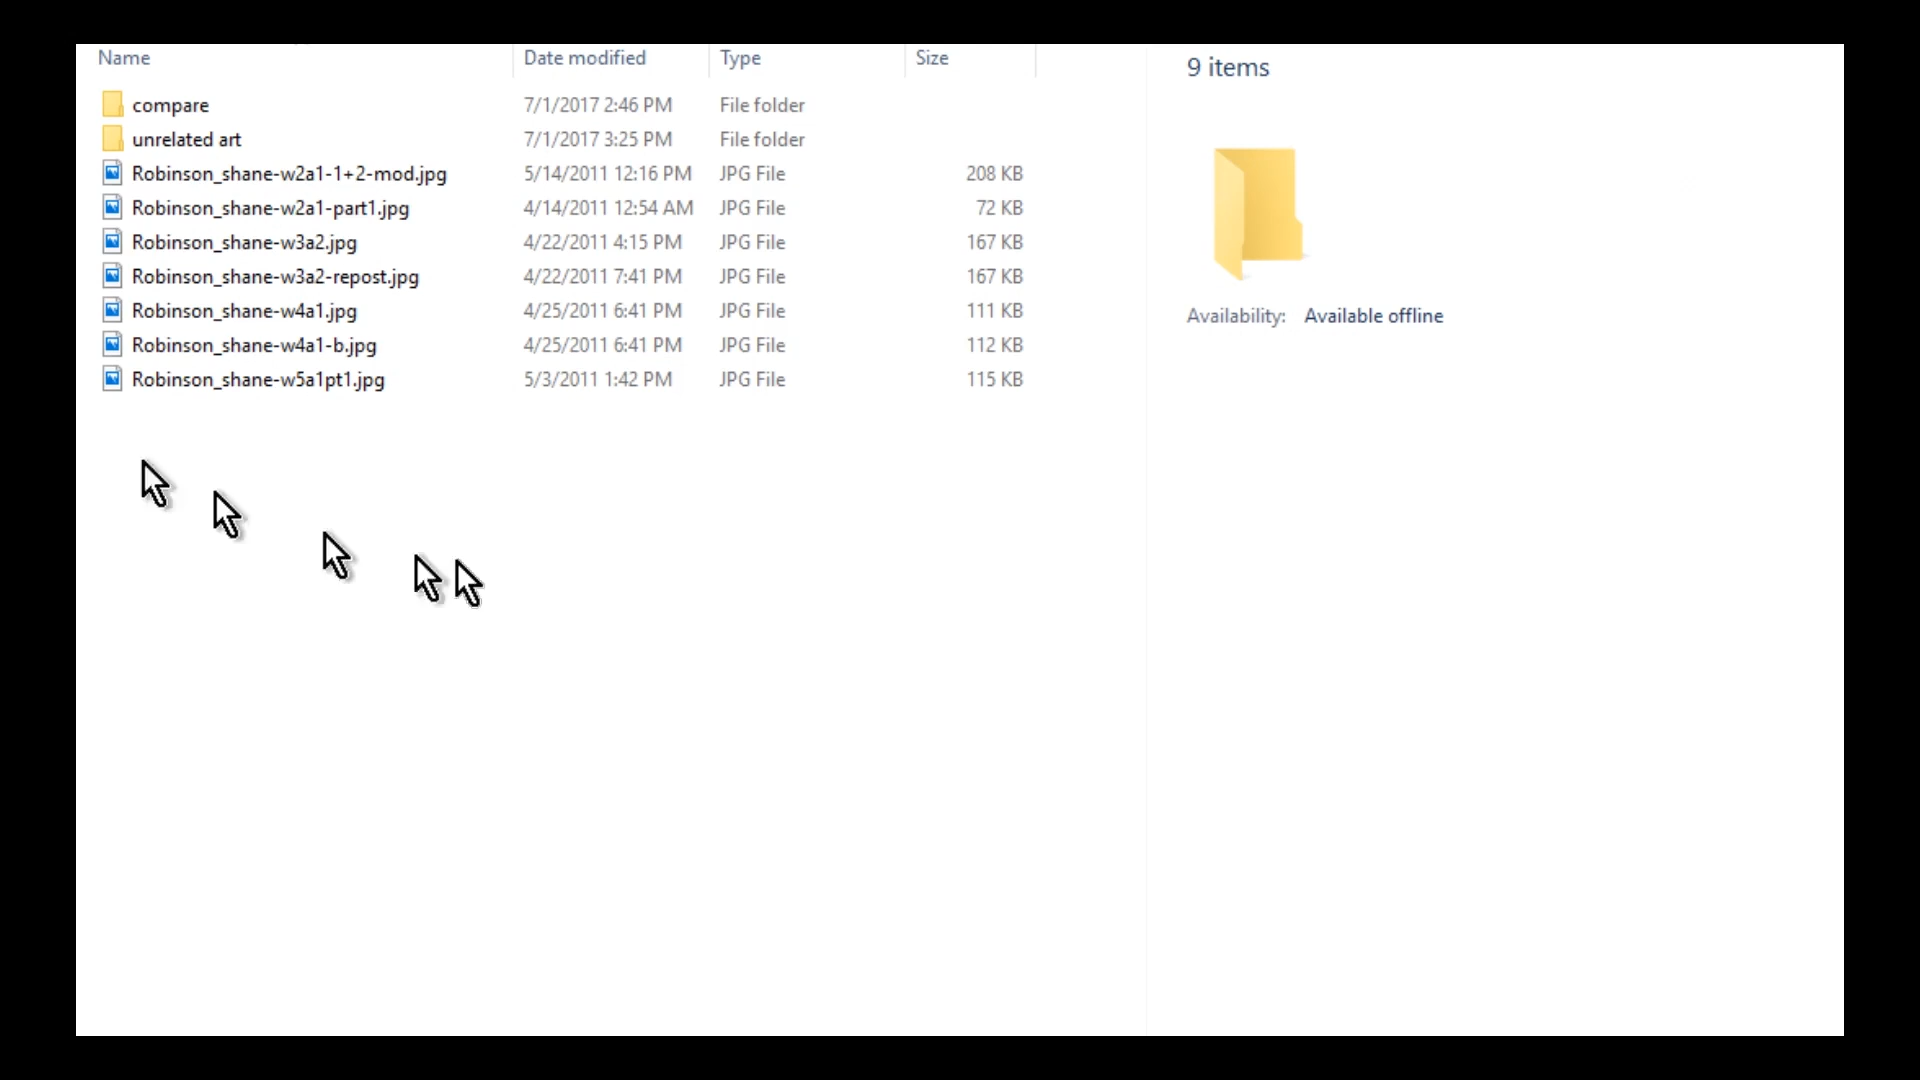 Name Date modified Type Size
compare 7/1/2017 2:46 PM File folder
unrelated art 7/1/2017 3:25 PM File folder
Robinson_shane-w2a1-1+2-mod.jpg 5/14/2011 12:16 PM JPG File 208 KB
Robinson_shane-w2a1-part1.jpg 4/14/2011 12:54 AM JPG File 72 KB
Robinson_shane-w3a2.jpg 4/22/2011 4:15 PM JPG File 167 KB
Robinson_shane-w3a2-repost.jpg 4/22/2011 7:41 PM JPG File 167 KB
Robinson_shane-w4a1.jpg 4/25/2011 6:41 PM JPG File 111 KB
Robinson_shane-w4a1-b.jpg 4/25/2011 6:41 PM JPG File 112 KB
Robinson_shane-w5a1pt1.jpg 5/3/2011 1:42 PM JPG File 115 KB
9 items
Availability: Available offline